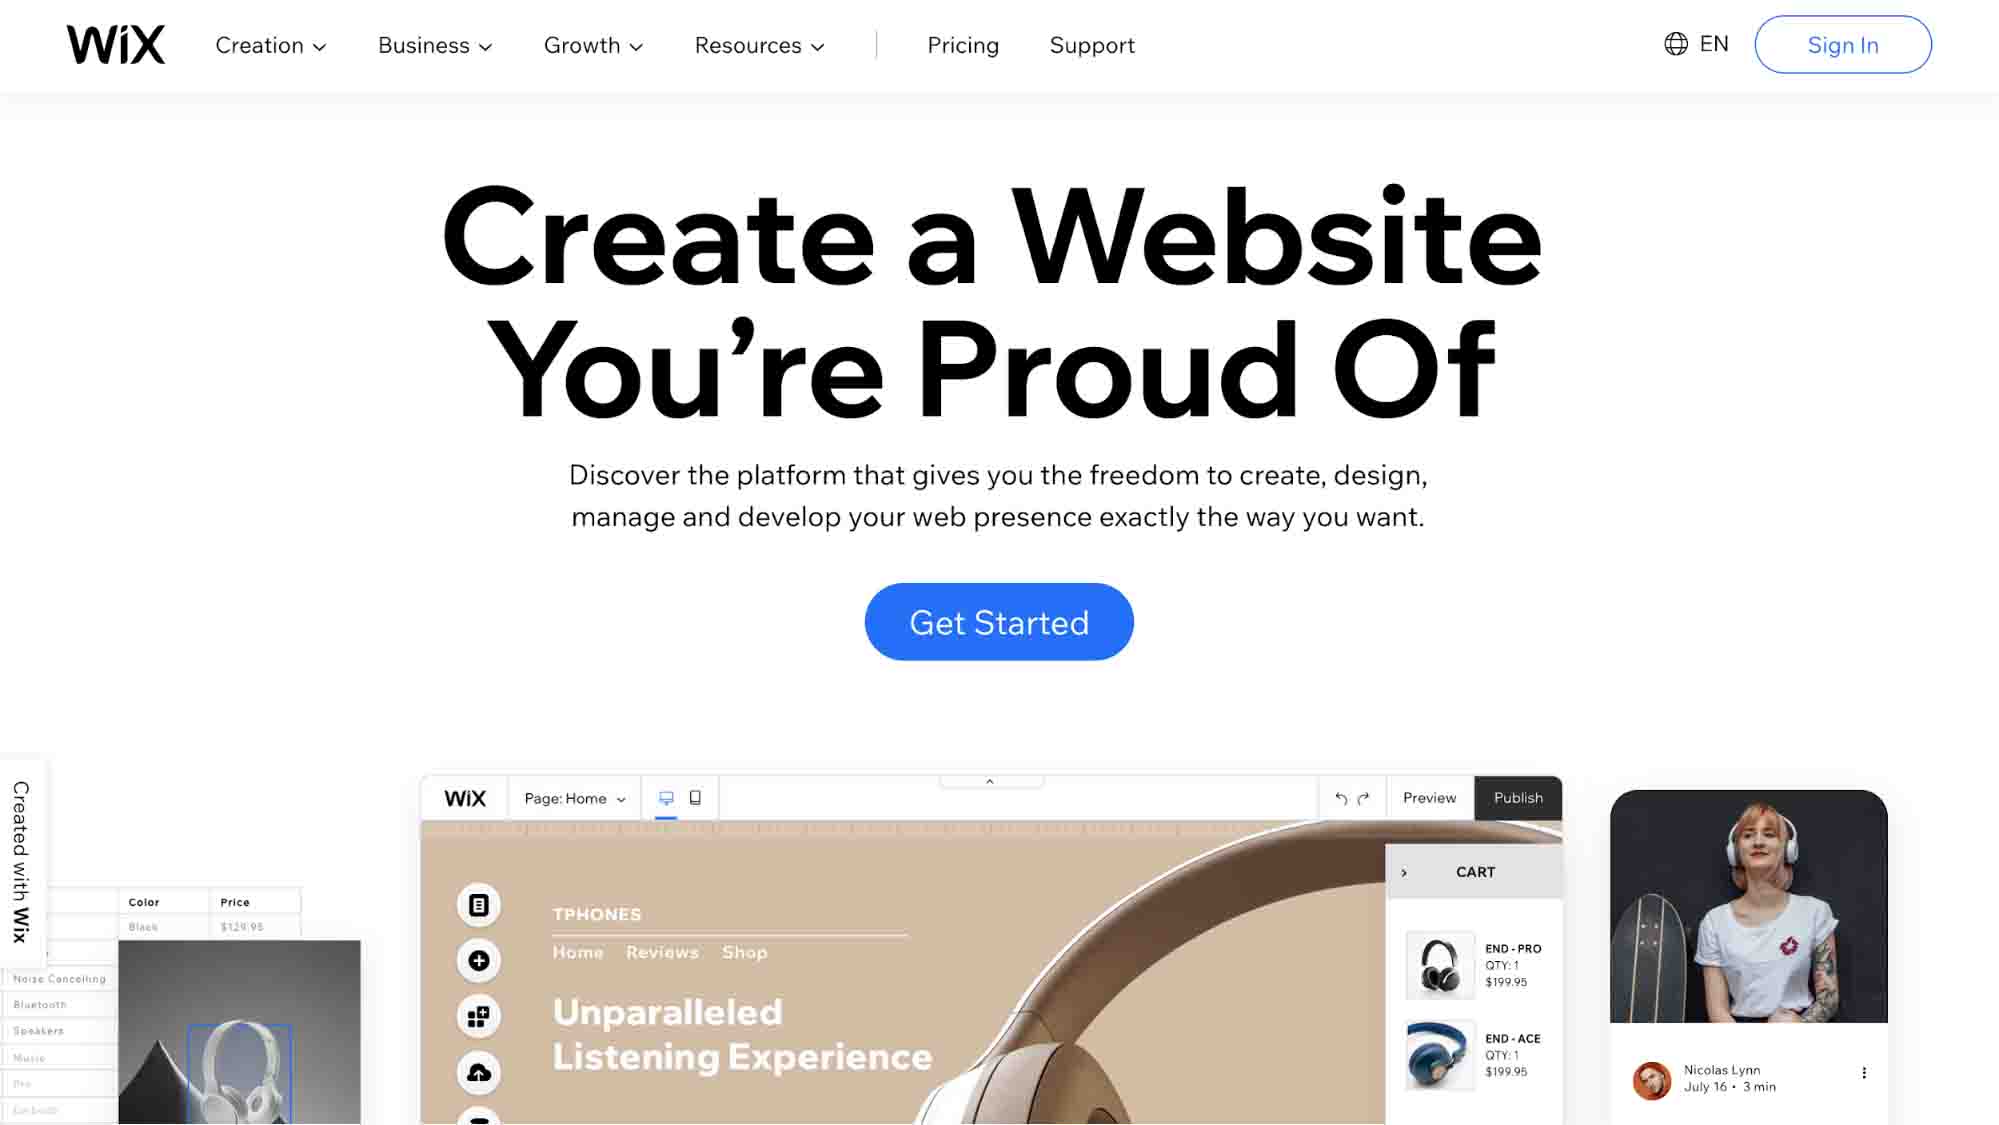 WiX
Creation
Business
Growth
Resources
Pricing
Support
EN
Sign In
Create a Website
You're Proud Of
Discover the platform that gives you the freedom to create, design,
manage and develop your web presence exactly the way you want.
Get Started
Created with Wix
Color Price
Black $129.95
Noise Cancelling
Bluetooth
Speakers
Music
Pro
Earbuds
WiX
Page: Home
Preview
Publish
TPHONES
Home Reviews Shop
Unparalleled
Listening Experience
CART
END - PRO
QTY: 1
$199.95
END - ACE
QTY: 1
$199.95
Nicolas Lynn
July 16 • 3 min